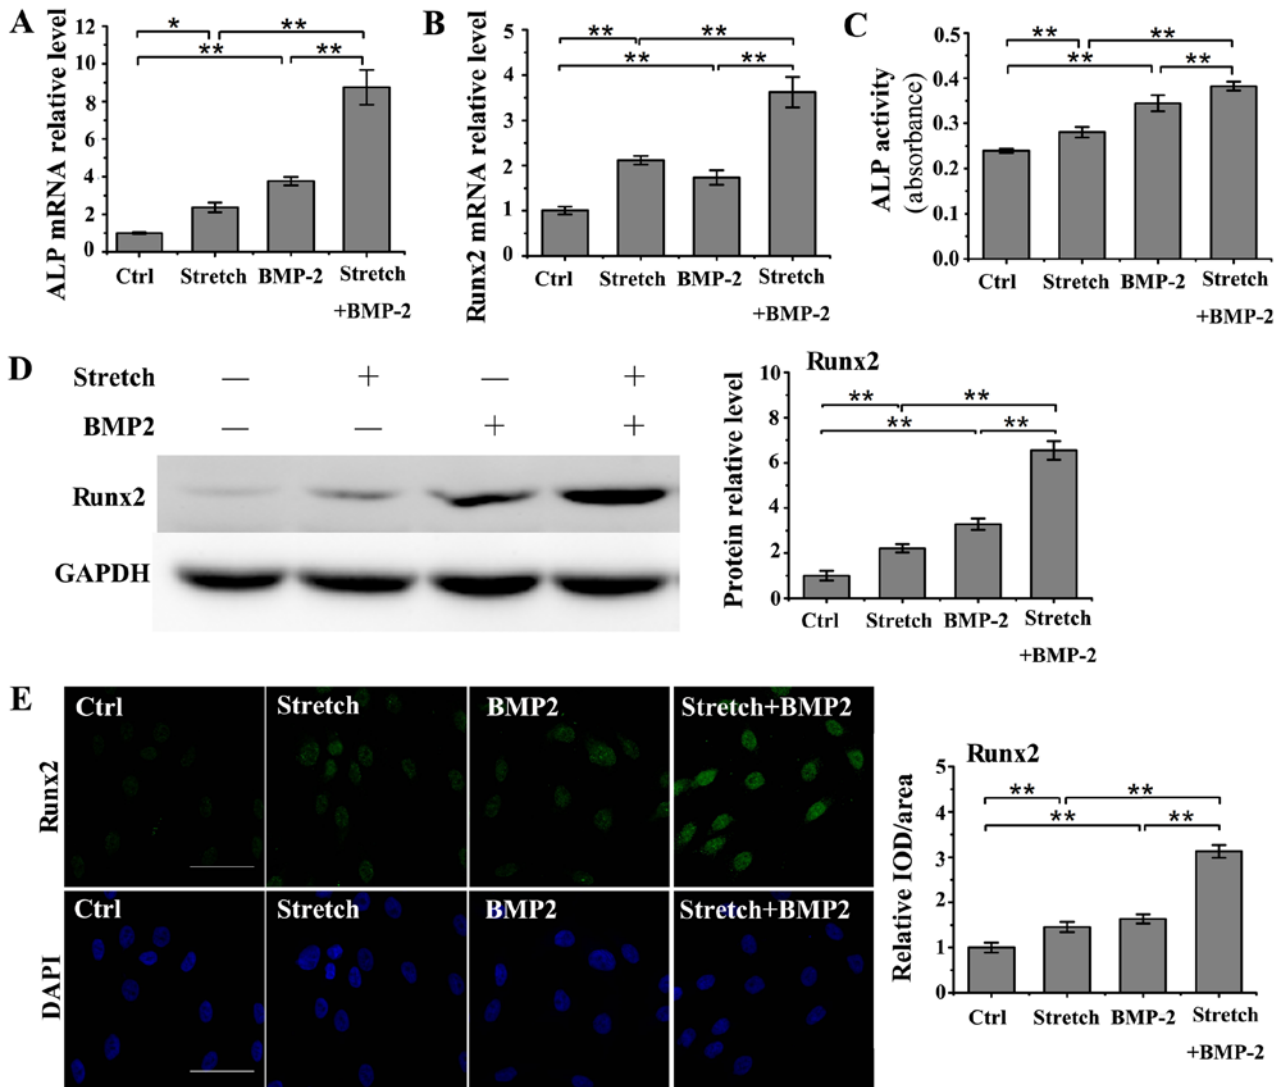 A
ALP mRNA relative level
12
10
8
6
4
2
0
* **
** **
Ctrl Stretch BMP-2 Stretch
+BMP-2
B
Runx2 mRNA relative level
5
4
3
2
1
0
** **
** **
Ctrl Stretch BMP-2 Stretch
+BMP-2
C
ALP activity
(absorbance)
0.5
0.4
0.3
0.2
0.1
0.0
** **
** **
Ctrl Stretch BMP-2 Stretch
+BMP-2
D
Stretch — + — +
BMP2 — — + +
Runx2
GAPDH
Runx2
Protein relative level
10
8
6
4
2
0
** **
** **
Ctrl Stretch BMP-2 Stretch
+BMP-2
E
Runx2
Ctrl Stretch BMP2 Stretch+BMP2
DAPI
Ctrl Stretch BMP2 Stretch+BMP2
Runx2
Relative IOD/area
5
4
3
2
1
0
** **
** **
Ctrl Stretch BMP-2 Stretch
+BMP-2